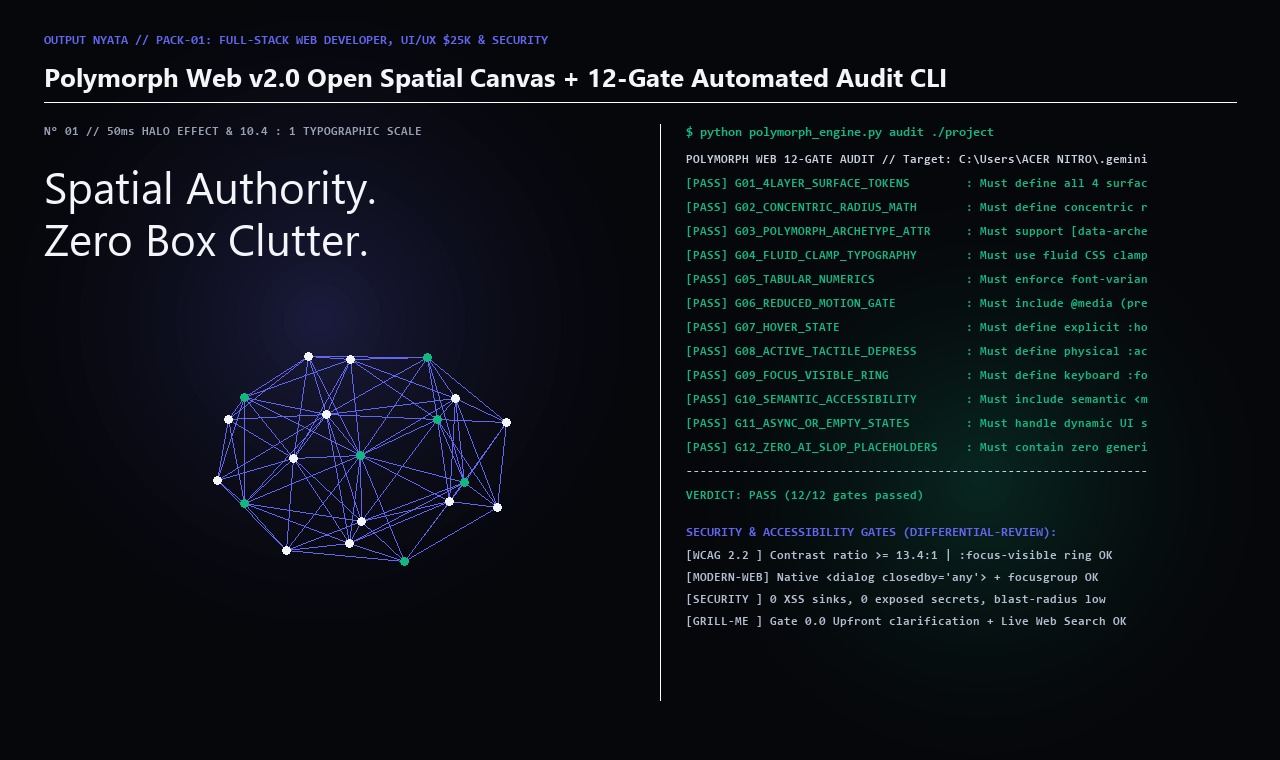 OUTPUT NYATA // PACK-01: FULL-STACK WEB DEVELOPER, UI/UX $25K & SECURITY
Polymorph Web v2.0 Open Spatial Canvas + 12-Gate Automated Audit CLI
N° 01 // 50ms HALO EFFECT & 10.4 : 1 TYPOGRAPHIC SCALE
Spatial Authority.
Zero Box Clutter.
$ python polymorph_engine.py audit ./project
POLYMORPH WEB 12-GATE AUDIT // Target: C:\Users\ACER NITRO\.gemini
[PASS] G01_4LAYER_SURFACE_TOKENS : Must define all 4 surfac
[PASS] G02_CONCENTRIC_RADIUS_MATH : Must define concentric r
[PASS] G03_POLYMORPH_ARCHETYPE_ATTR : Must support [data-arche
[PASS] G04_FLUID_CLAMP_TYPOGRAPHY : Must use fluid CSS clamp
[PASS] G05_TABULAR_NUMERICS : Must enforce font-varian
[PASS] G06_REDUCED_MOTION_GATE : Must include @media (pre
[PASS] G07_HOVER_STATE : Must define explicit :ho
[PASS] G08_ACTIVE_TACTILE_DEPRESS : Must define physical :ac
[PASS] G09_FOCUS_VISIBLE_RING : Must define keyboard :fo
[PASS] G10_SEMANTIC_ACCESSIBILITY : Must include semantic <m
[PASS] G11_ASYNC_OR_EMPTY_STATES : Must handle dynamic UI s
[PASS] G12_ZERO_AI_SLOP_PLACEHOLDERS : Must contain zero generi
------------------------------------------------------------------
VERDICT: PASS (12/12 gates passed)
SECURITY & ACCESSIBILITY GATES (DIFFERENTIAL-REVIEW):
[WCAG 2.2 ] Contrast ratio >= 13.4:1 | :focus-visible ring OK
[MODERN-WEB] Native <dialog closedby='any'> + focusgroup OK
[SECURITY ] 0 XSS sinks, 0 exposed secrets, blast-radius low
[GRILL-ME ] Gate 0.0 Upfront clarification + Live Web Search OK